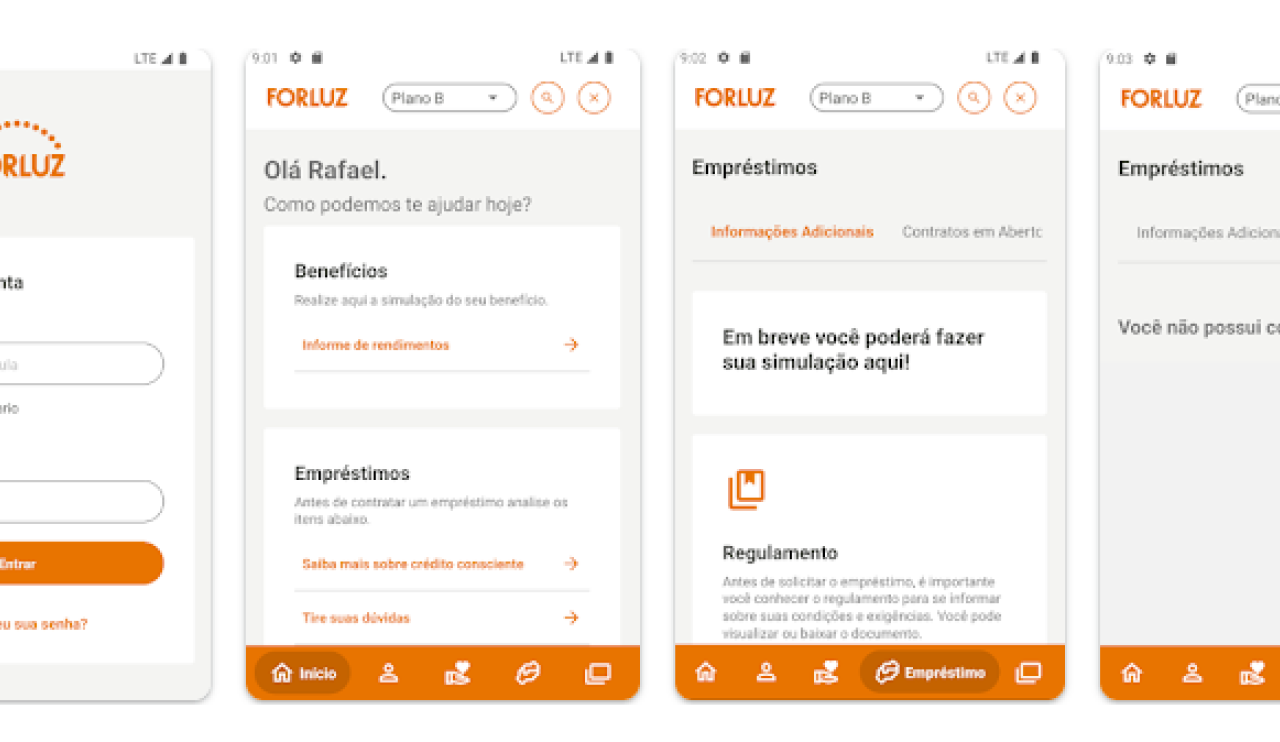 LTE
ORLUZ
nta
ula
ário
Entrar
eu sua senha?
9:01
LTE
FORLUZ
Plano B
Olá Rafael.
Como podemos te ajudar hoje?
Benefícios
Realize aqui a simulação do seu benefício.
Informe de rendimentos
Empréstimos
Antes de contratar um empréstimo analise os
itens abaixo.
Saiba mais sobre crédito consciente
Tire suas dúvidas
Início
9:02
LTE
FORLUZ
Plano B
Empréstimos
Informações Adicionais
Contratos em Aberto
Em breve você poderá fazer
sua simulação aqui!
Regulamento
Antes de solicitar o empréstimo, é importante
você conhecer o regulamento para se informar
sobre suas condições e exigências. Você pode
visualizar ou baixar o documento.
Empréstimo
9:03
FORLUZ
Plano
Empréstimos
Informações Adiciona
Você não possui co